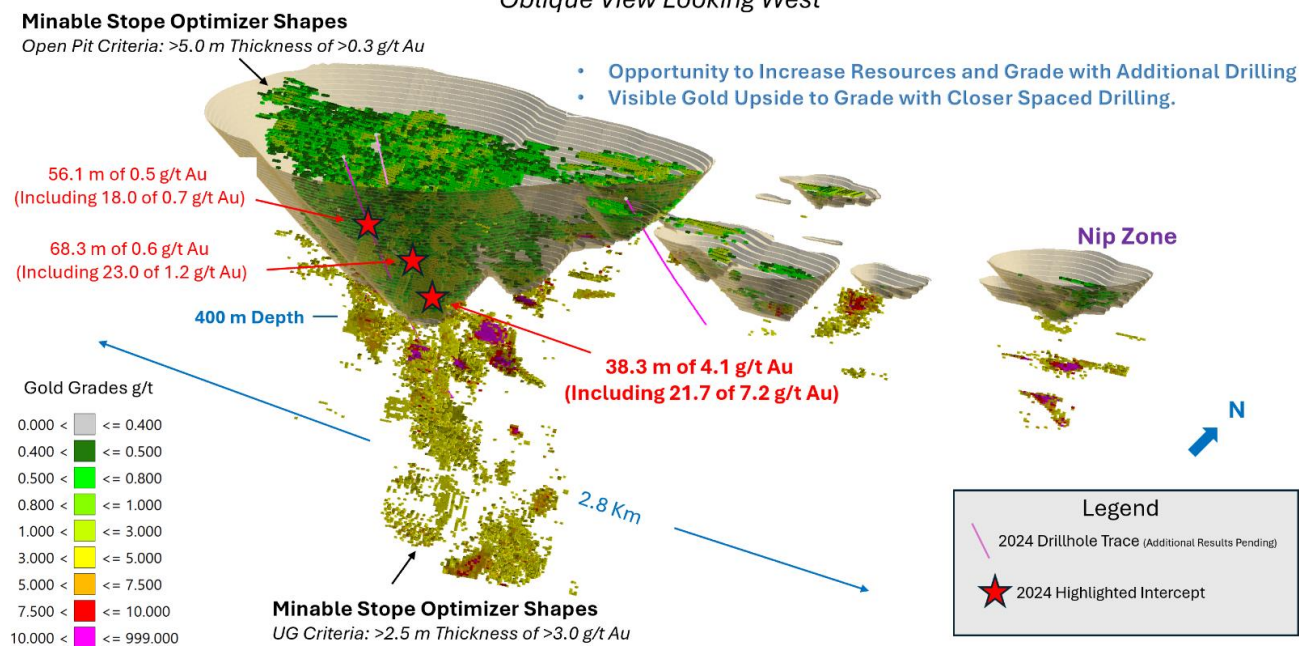 Oblique View Looking West
Minable Stope Optimizer Shapes
Open Pit Criteria: >5.0 m Thickness of >0.3 g/t Au
• Opportunity to Increase Resources and Grade with Additional Drilling
• Visible Gold Upside to Grade with Closer Spaced Drilling.
56.1 m of 0.5 g/t Au
(Including 18.0 of 0.7 g/t Au)
68.3 m of 0.6 g/t Au
(Including 23.0 of 1.2 g/t Au)
400 m Depth
Nip Zone
38.3 m of 4.1 g/t Au
(Including 21.7 of 7.2 g/t Au)
Gold Grades g/t
0.000 < <= 0.400
0.400 < <= 0.500
0.500 < <= 0.800
0.800 < <= 1.000
1.000 < <= 3.000
3.000 < <= 5.000
5.000 < <= 7.500
7.500 < <= 10.000
10.000 < <= 999.000
N
2.8 Km
Legend
2024 Drillhole Trace (Additional Results Pending)
2024 Highlighted Intercept
Minable Stope Optimizer Shapes
UG Criteria: >2.5 m Thickness of >3.0 g/t Au